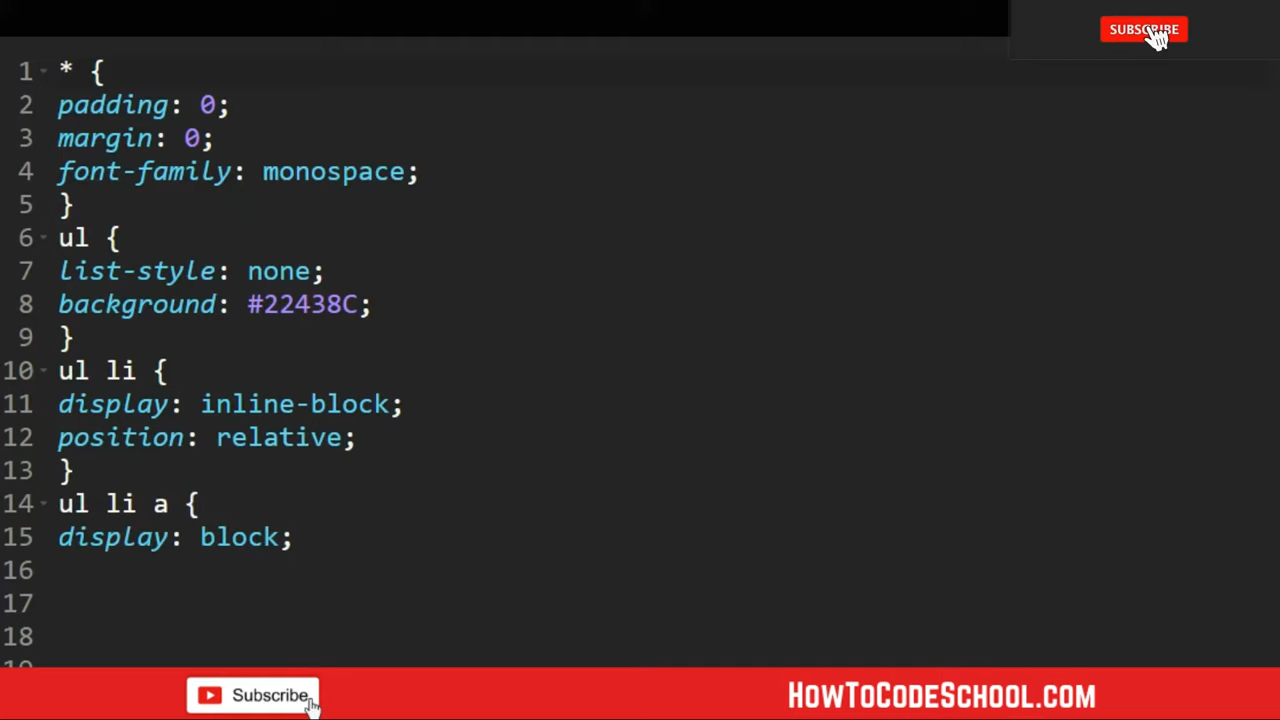 SUBSCRIBE
1 * {
2 padding: 0;
3 margin: 0;
4 font-family: monospace;
5 }
6 ul {
7 list-style: none;
8 background: #22438C;
9 }
10 ul li {
11 display: inline-block;
12 position: relative;
13 }
14 ul li a {
15 display: block;
16
17
18
Subscribe
HOWTOCODESCHOOL.COM